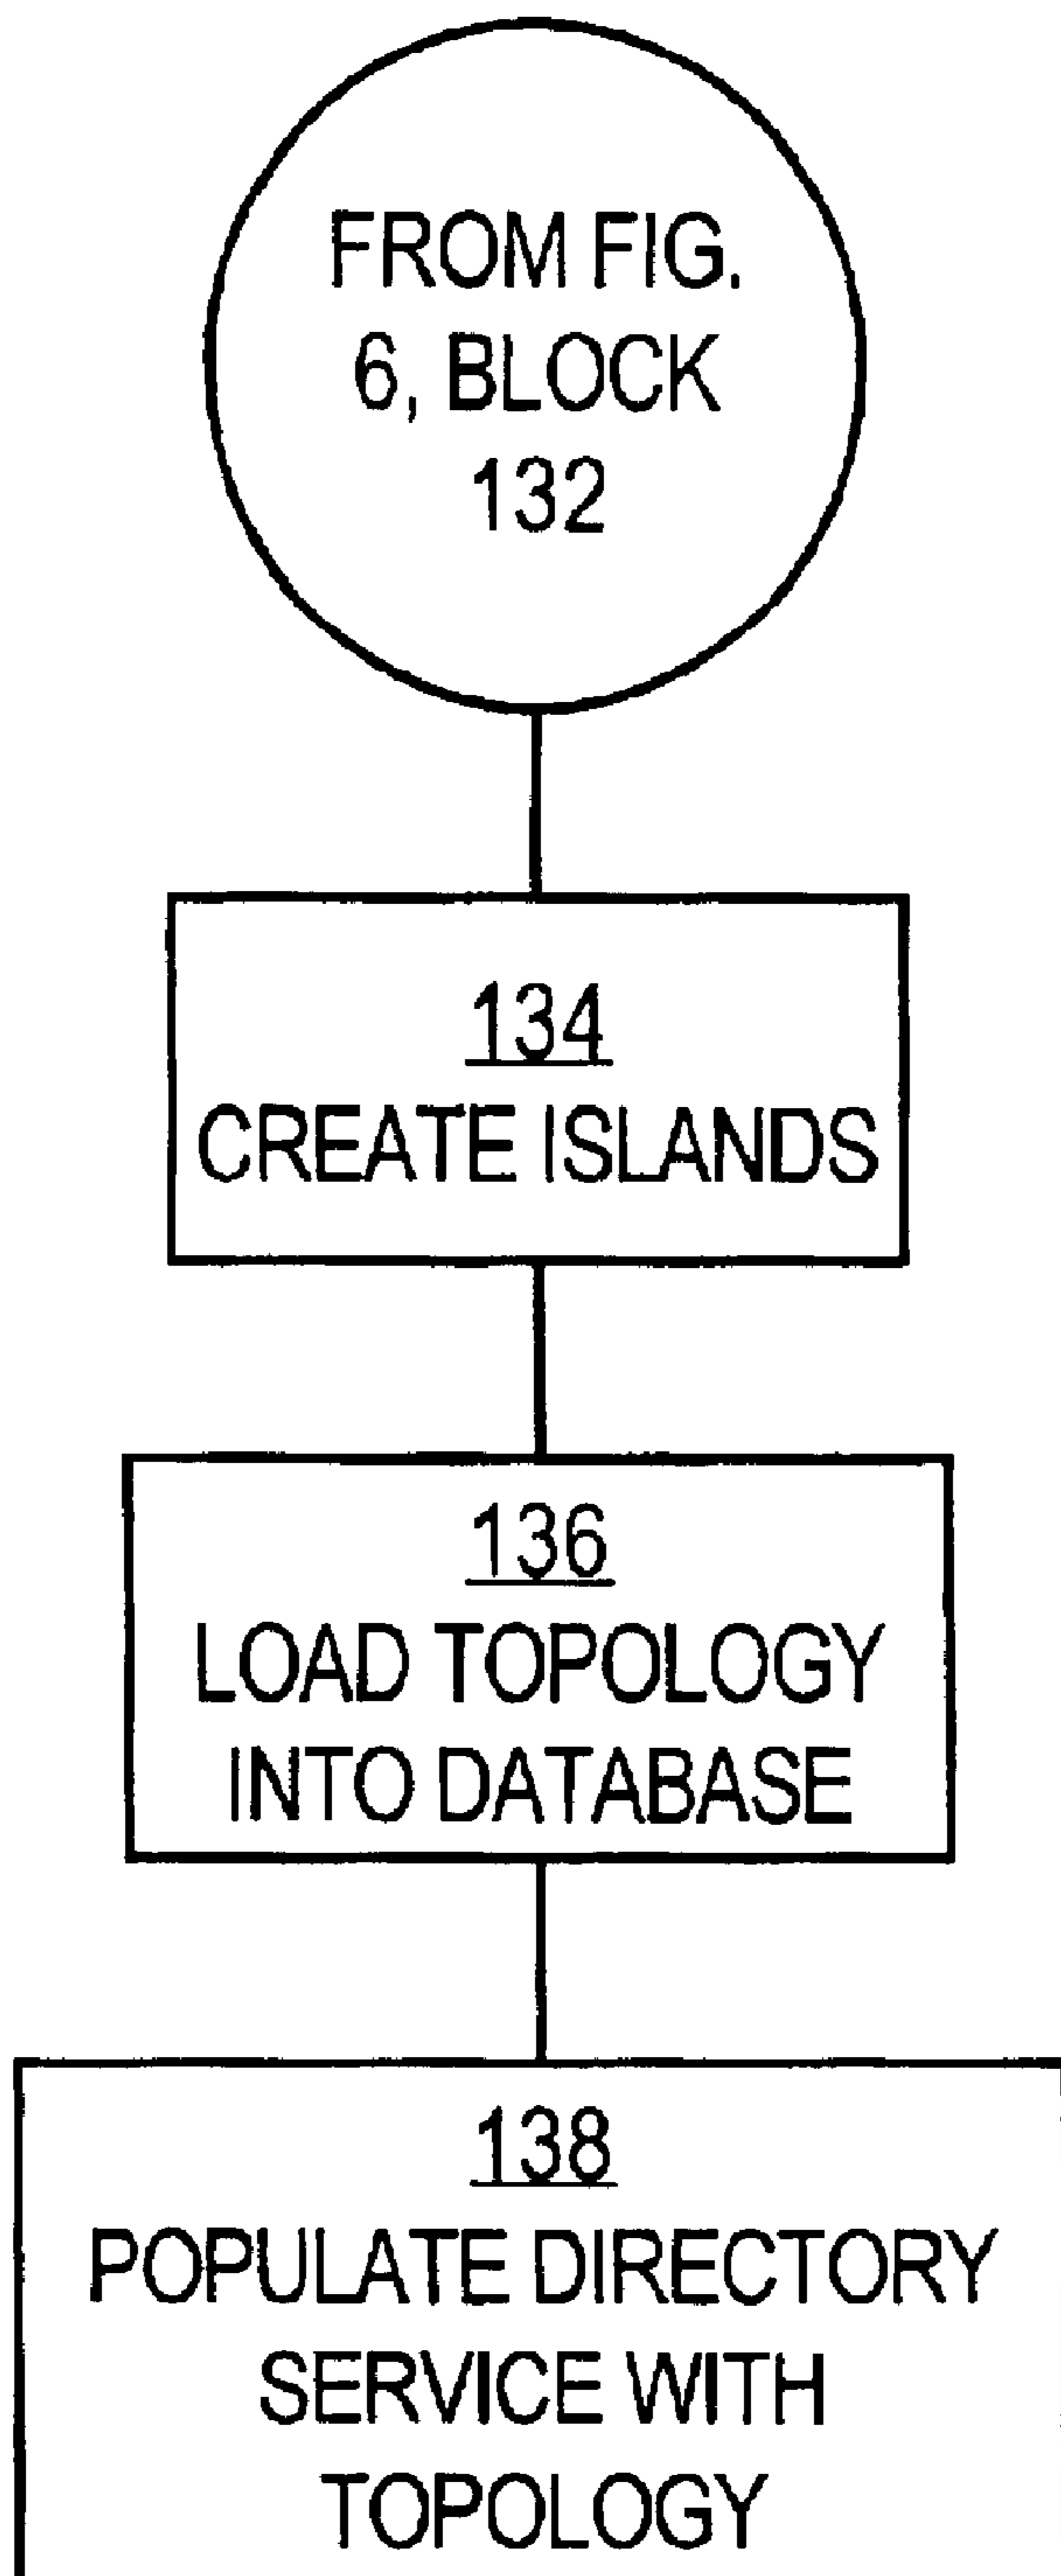 FROM FIG.
6, BLOCK
132
134
CREATE ISLANDS
136
LOAD TOPOLOGY
INTO DATABASE
138
POPULATE DIRECTORY
SERVICE WITH
TOPOLOGY